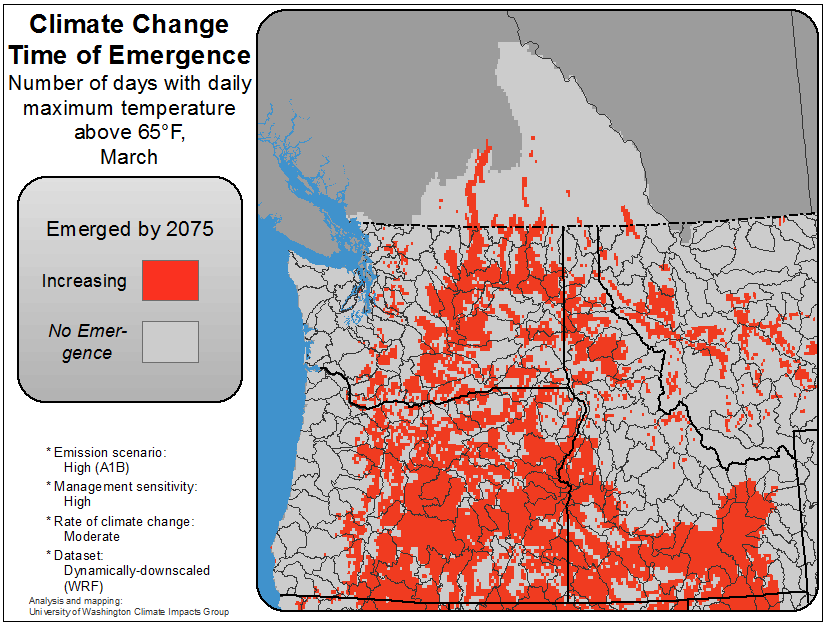 Climate Change
Time of Emergence
Number of days with daily
maximum temperature
above 65°F,
March
Emerged by 2075
Increasing
No Emer-
gence
* Emission scenario:
High (A1B)
* Management sensitivity:
High
* Rate of climate change:
Moderate
* Dataset:
Dynamically-downscaled
(WRF)
Analysis and mapping:
University of Washington Climate Impacts Group